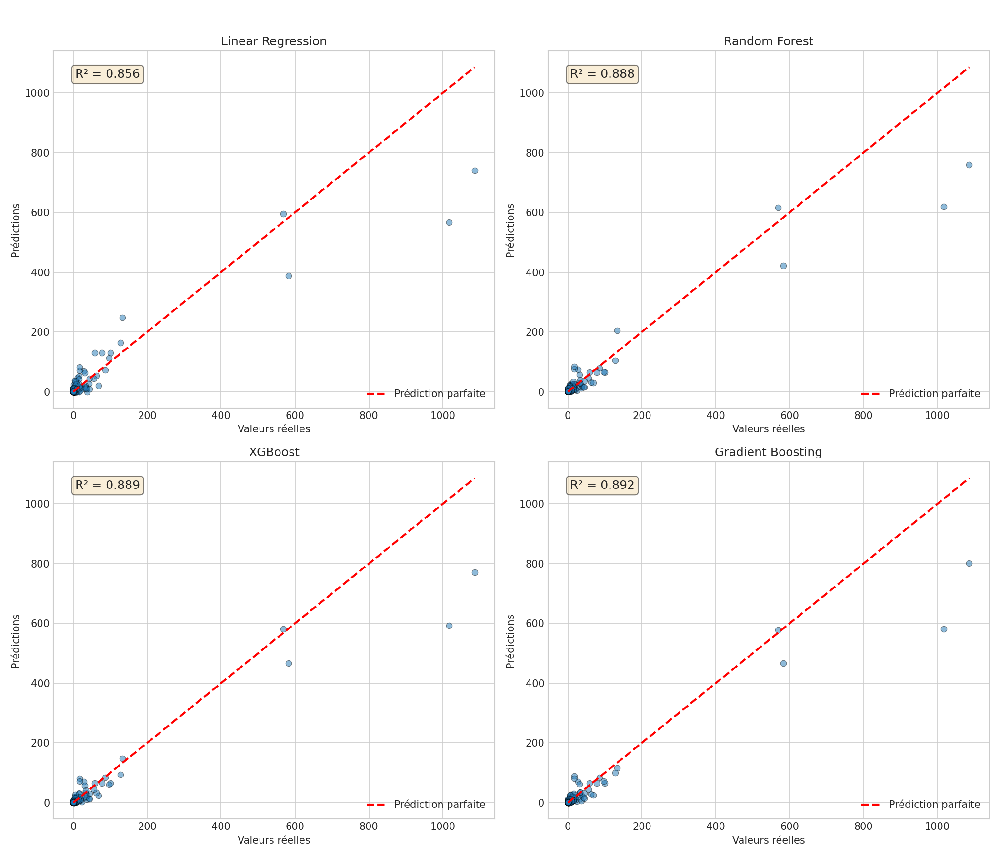 Linear Regression
R² = 0.856
1000
800
600
400
200
0
Prédictions
Prédiction parfaite
0 200 400 600 800 1000
Valeurs réelles
Random Forest
R² = 0.888
1000
800
600
400
200
0
Prédictions
Prédiction parfaite
0 200 400 600 800 1000
Valeurs réelles
XGBoost
R² = 0.889
1000
800
600
400
200
0
Prédictions
Prédiction parfaite
0 200 400 600 800 1000
Valeurs réelles
Gradient Boosting
R² = 0.892
1000
800
600
400
200
0
Prédictions
Prédiction parfaite
0 200 400 600 800 1000
Valeurs réelles